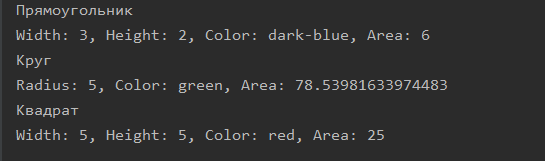 Прямоугольник
Width: 3, Height: 2, Color: dark-blue, Area: 6
Круг
Radius: 5, Color: green, Area: 78.53981633974483
Квадрат
Width: 5, Height: 5, Color: red, Area: 25